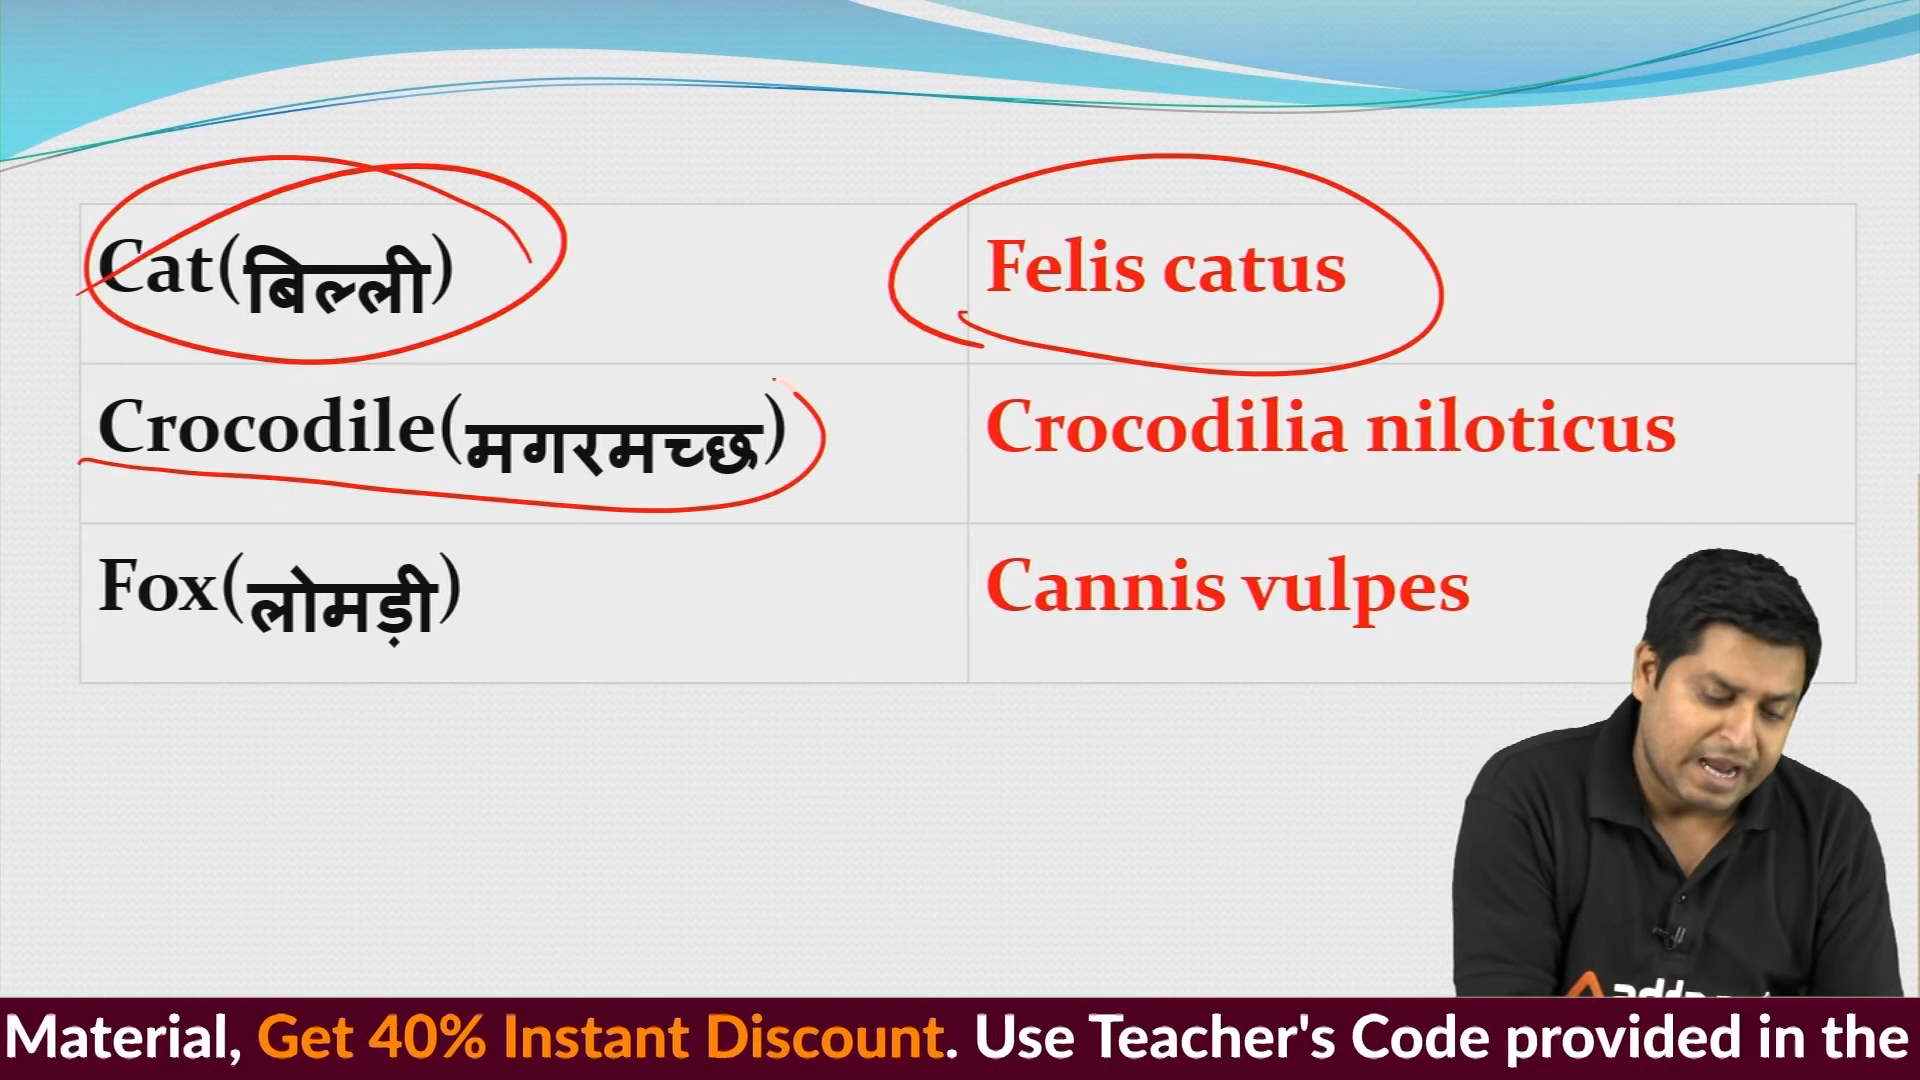 Cat(बिल्ली)
Felis catus
Crocodile(मगरमच्छ)
Crocodilia niloticus
Fox(लोमड़ी)
Cannis vulpes
Material, Get 40% Instant Discount. Use Teacher's Code provided in the